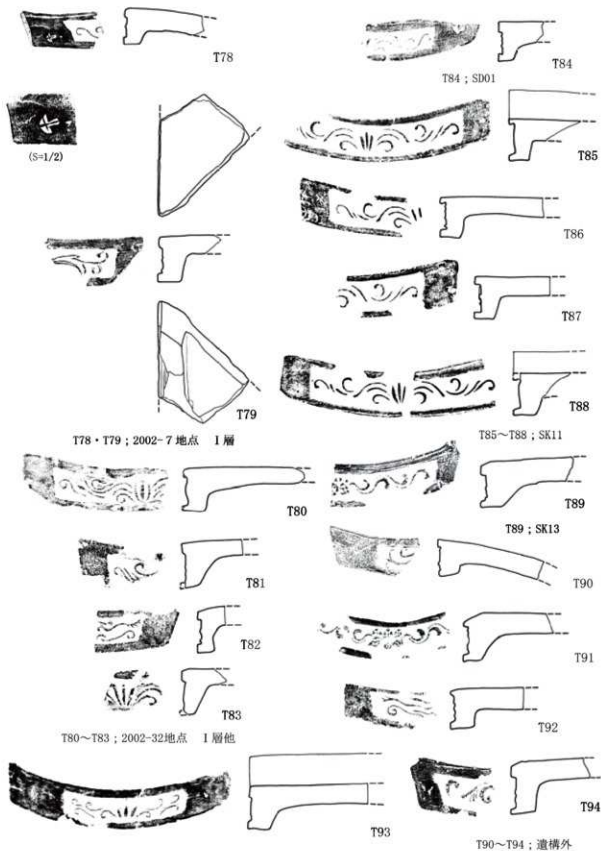 T78
(S=1/2)
T79
T78・T79 ; 2002-7 地点　Ⅰ層
T80
T81
T82
T83
T80～T83 ; 2002-32地点　Ⅰ層他
T84
T84 ; SD01
T85
T86
T87
T88
T85～T88 ; SK11
T89
T89 ; SK13
T90
T91
T92
T93
T94
T90～T94 ; 遺構外